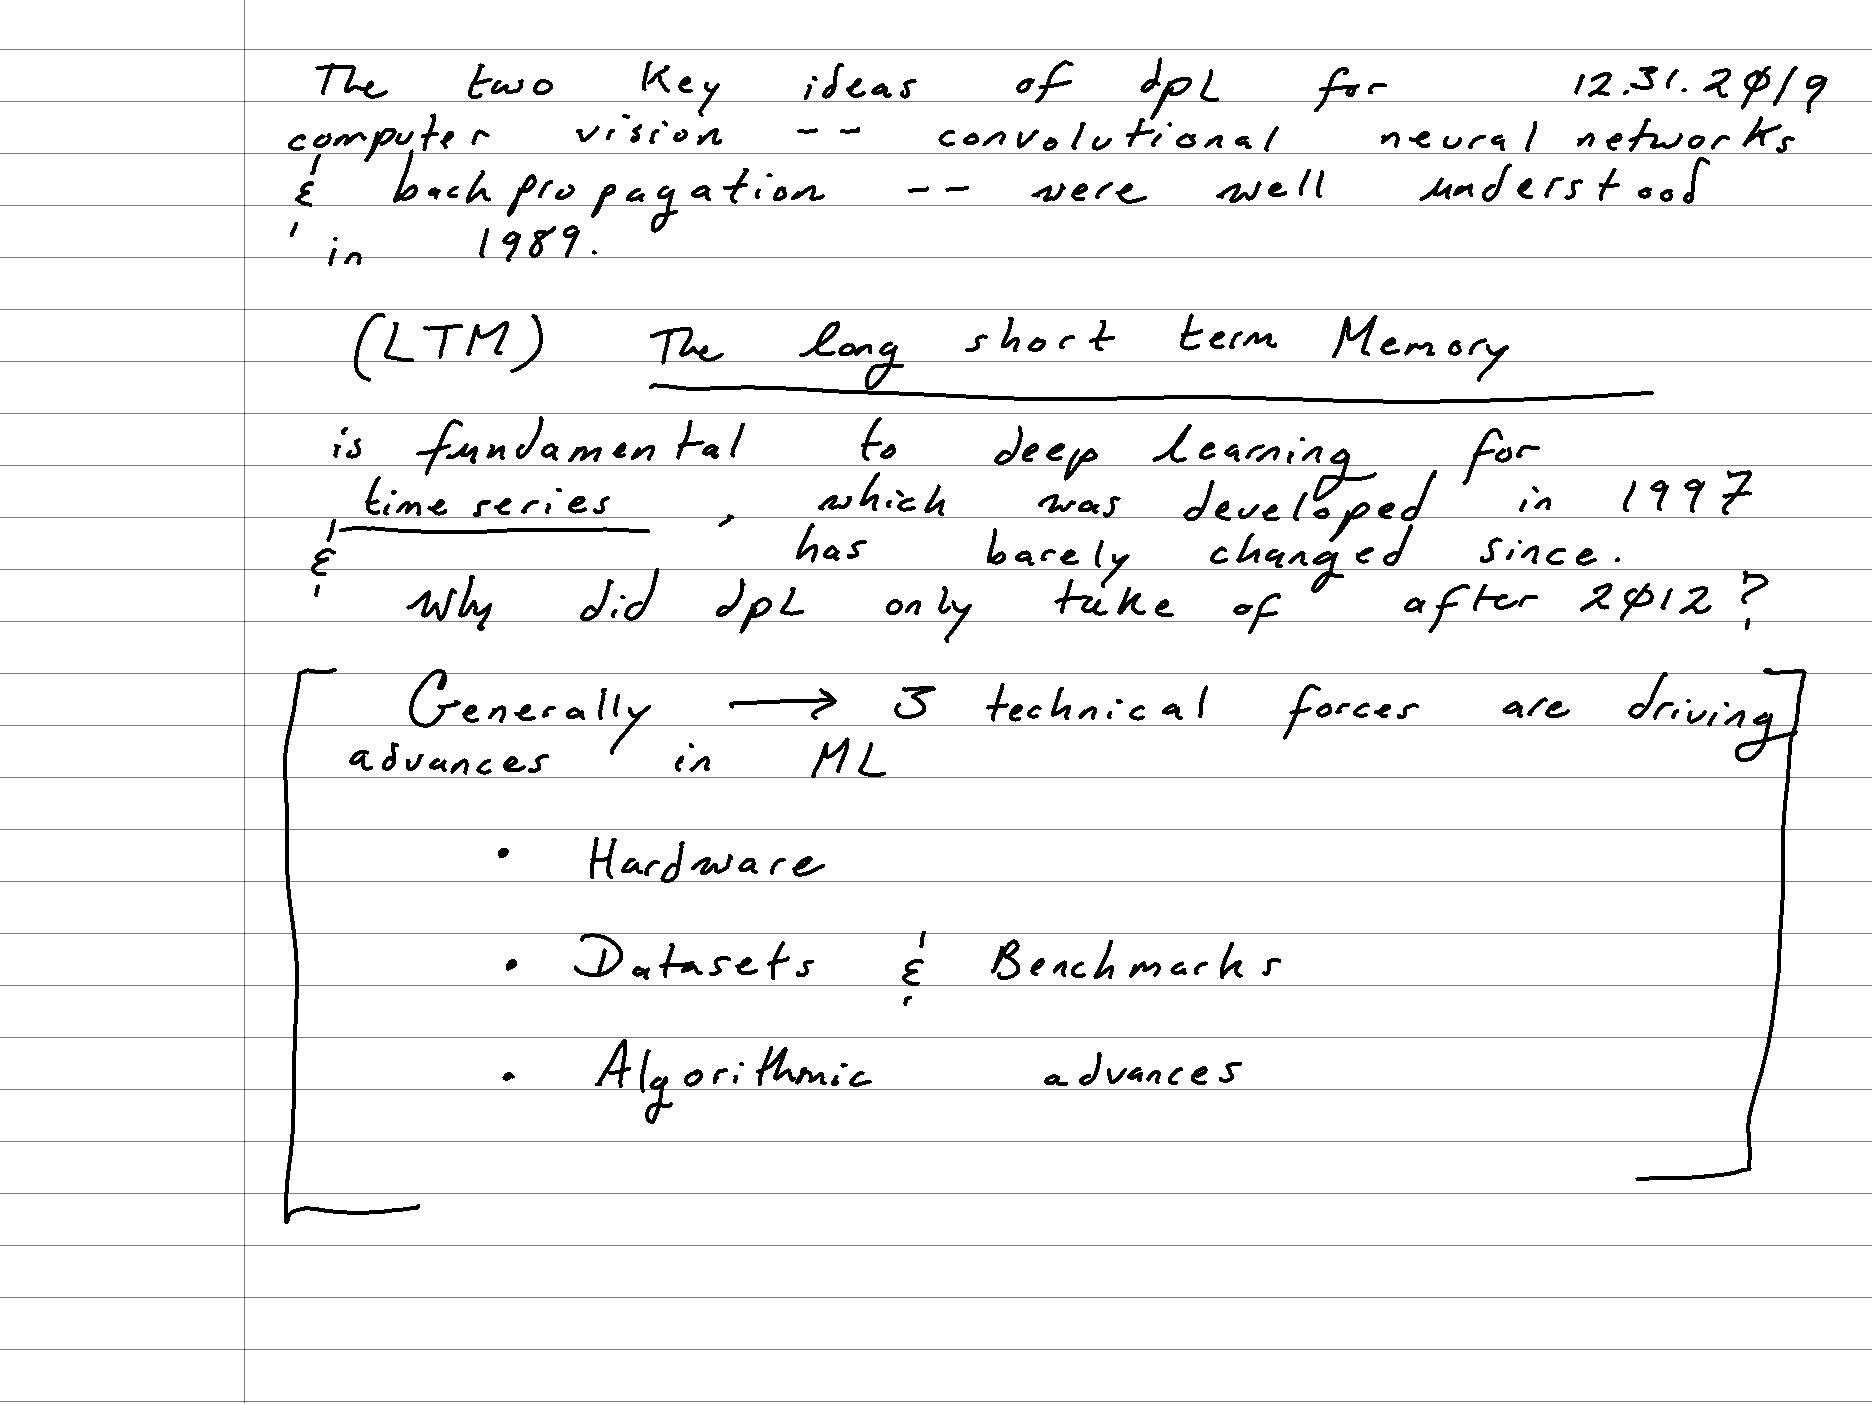 The two Key ideas of dpL for 12.31.2019
computer vision -- convolutional neural networks
& backpropagation -- were well understood
in 1989.
(LTM) The long short term Memory
is fundamental to deep learning for
time series, which was developed in 1997
& has barely changed since.
Why did dpL only take of after 2012?
Generally → 3 technical forces are driving
advances in ML
• Hardware
• Datasets & Benchmarks
• Algorithmic advances